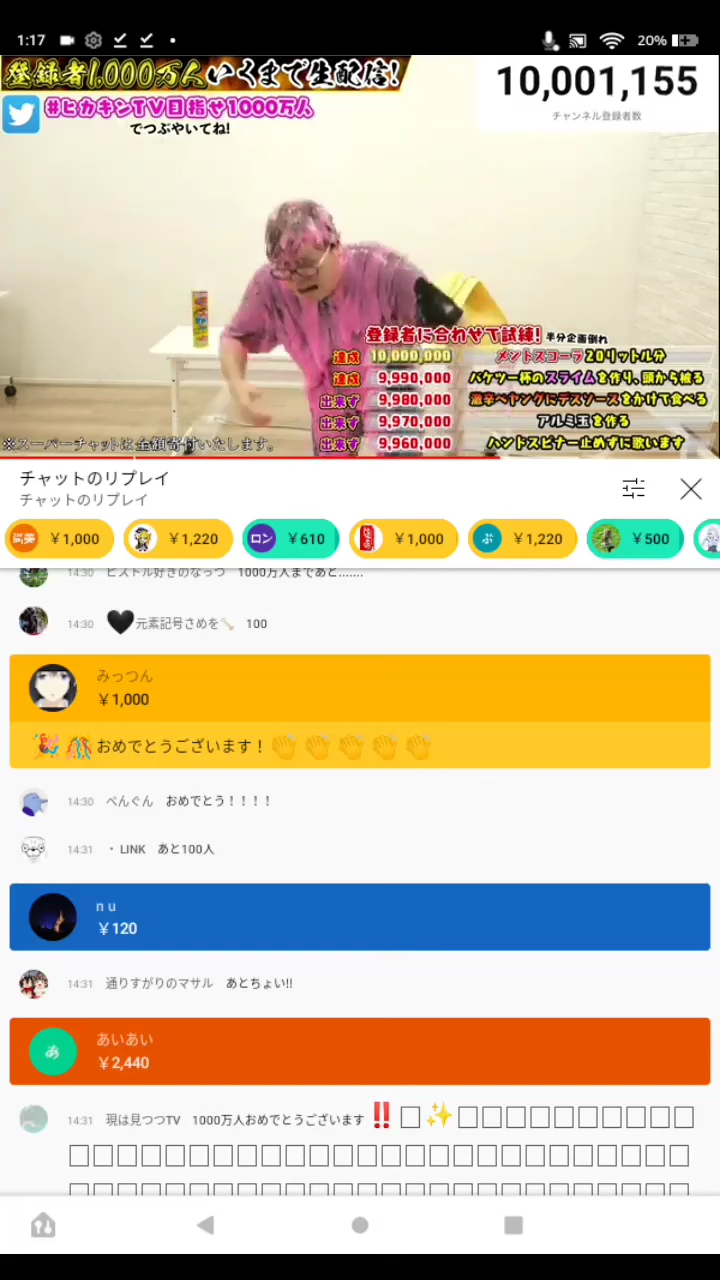 1:17
20%
登録者1,000万人いくまで生配信!
10,001,155
チャンネル登録者数
#ヒカキンTV目指せ1000万人
でつぶやいてね!
登録者に合わせて試練! 半分企画倒れ
達成 10,000,000 メントスコーラ20リットル分
達成 9,990,000 バケツ一杯のスライムを作り、頭から被る
出来ず 9,980,000 激辛ペヤングにデスソースをかけて食べる
出来ず 9,970,000 アルミ玉を作る
出来ず 9,960,000 ハンドスピナー止めずに歌います
※スーパーチャットは全額寄付いたします。
チャットのリプレイ
チャットのリプレイ
¥1,000 ¥1,220 ロン ¥610 ¥1,000 ぷ ¥1,220 ¥500
14:30 ピストル好きのなっつ 1000万人まであと.......
14:30 🖤元素記号さめを🦴 100
みっつん
¥1,000
🎉🎊おめでとうございます!👏👏👏👏👏
14:30 ぺんぐん おめでとう!!!!
14:31 ・LINK あと100人
n u
¥120
14:31 通りすがりのマサル あとちょい!!
あ あいあい
¥2,440
14:31 現は見つつTV 1000万人おめでとうございます‼️□✨□□□□□□□□□□
□□□□□□□□□□□□□□□□□□□□□□□□□□
□□□□□□□□□□□□□□□□□□□□□□□□□□